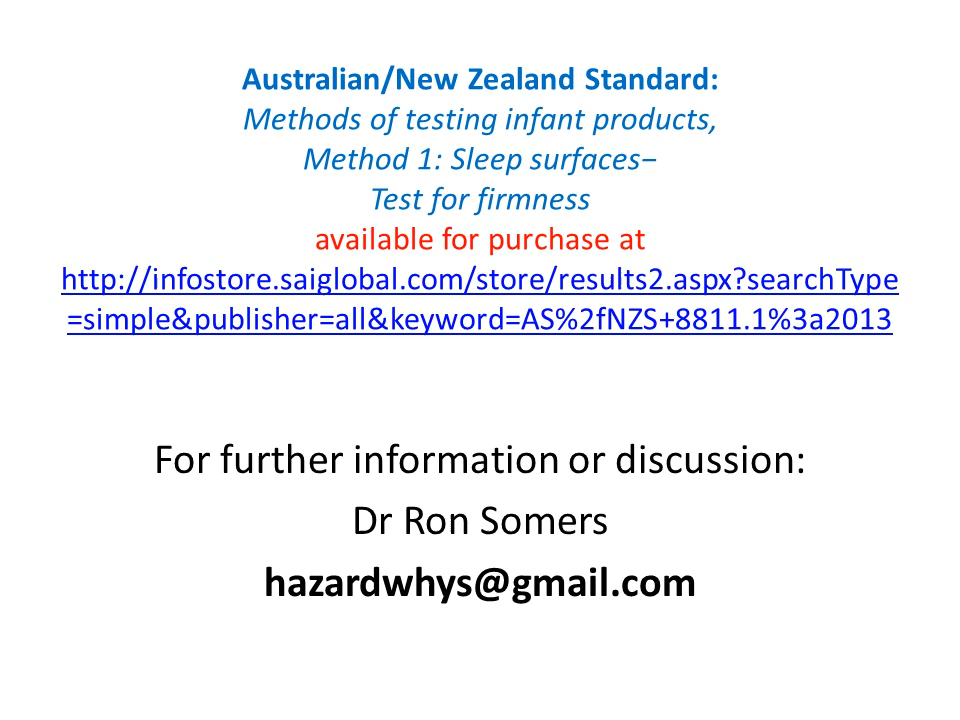 Australian/New Zealand Standard:
Methods of testing infant products,
Method 1: Sleep surfaces−
Test for firmness
available for purchase at
http://infostore.saiglobal.com/store/results2.aspx?searchType
=simple&publisher=all&keyword=AS%2fNZS+8811.1%3a2013
For further information or discussion:
Dr Ron Somers
hazardwhys@gmail.com